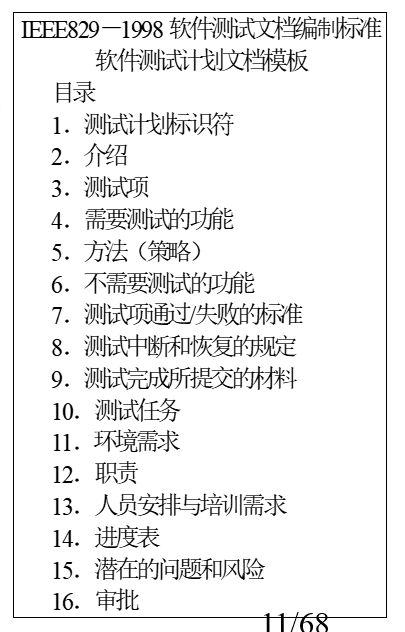 IEEE829—1998 软件测试文档编制标准
软件测试计划文档模板
目录
1．测试计划标识符
2．介绍
3．测试项
4．需要测试的功能
5．方法（策略）
6．不需要测试的功能
7．测试项通过/失败的标准
8．测试中断和恢复的规定
9．测试完成所提交的材料
10．测试任务
11．环境需求
12．职责
13．人员安排与培训需求
14．进度表
15．潜在的问题和风险
16．审批
11/68